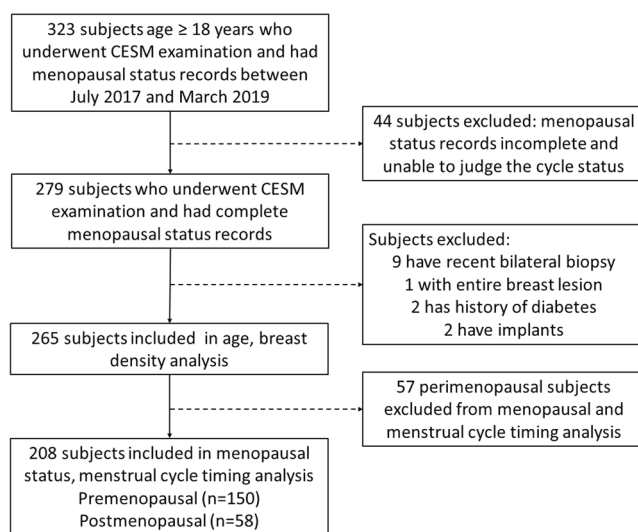 323 subjects age ≥ 18 years who
underwent CESM examination and had
menopausal status records between
July 2017 and March 2019
44 subjects excluded: menopausal
status records incomplete and
unable to judge the cycle status
279 subjects who underwent CESM
examination and had complete
menopausal status records
Subjects excluded:
9 have recent bilateral biopsy
1 with entire breast lesion
2 has history of diabetes
2 have implants
265 subjects included in age, breast
density analysis
57 perimenopausal subjects
excluded from menopausal and
menstrual cycle timing analysis
208 subjects included in menopausal
status, menstrual cycle timing analysis
Premenopausal (n=150)
Postmenopausal (n=58)